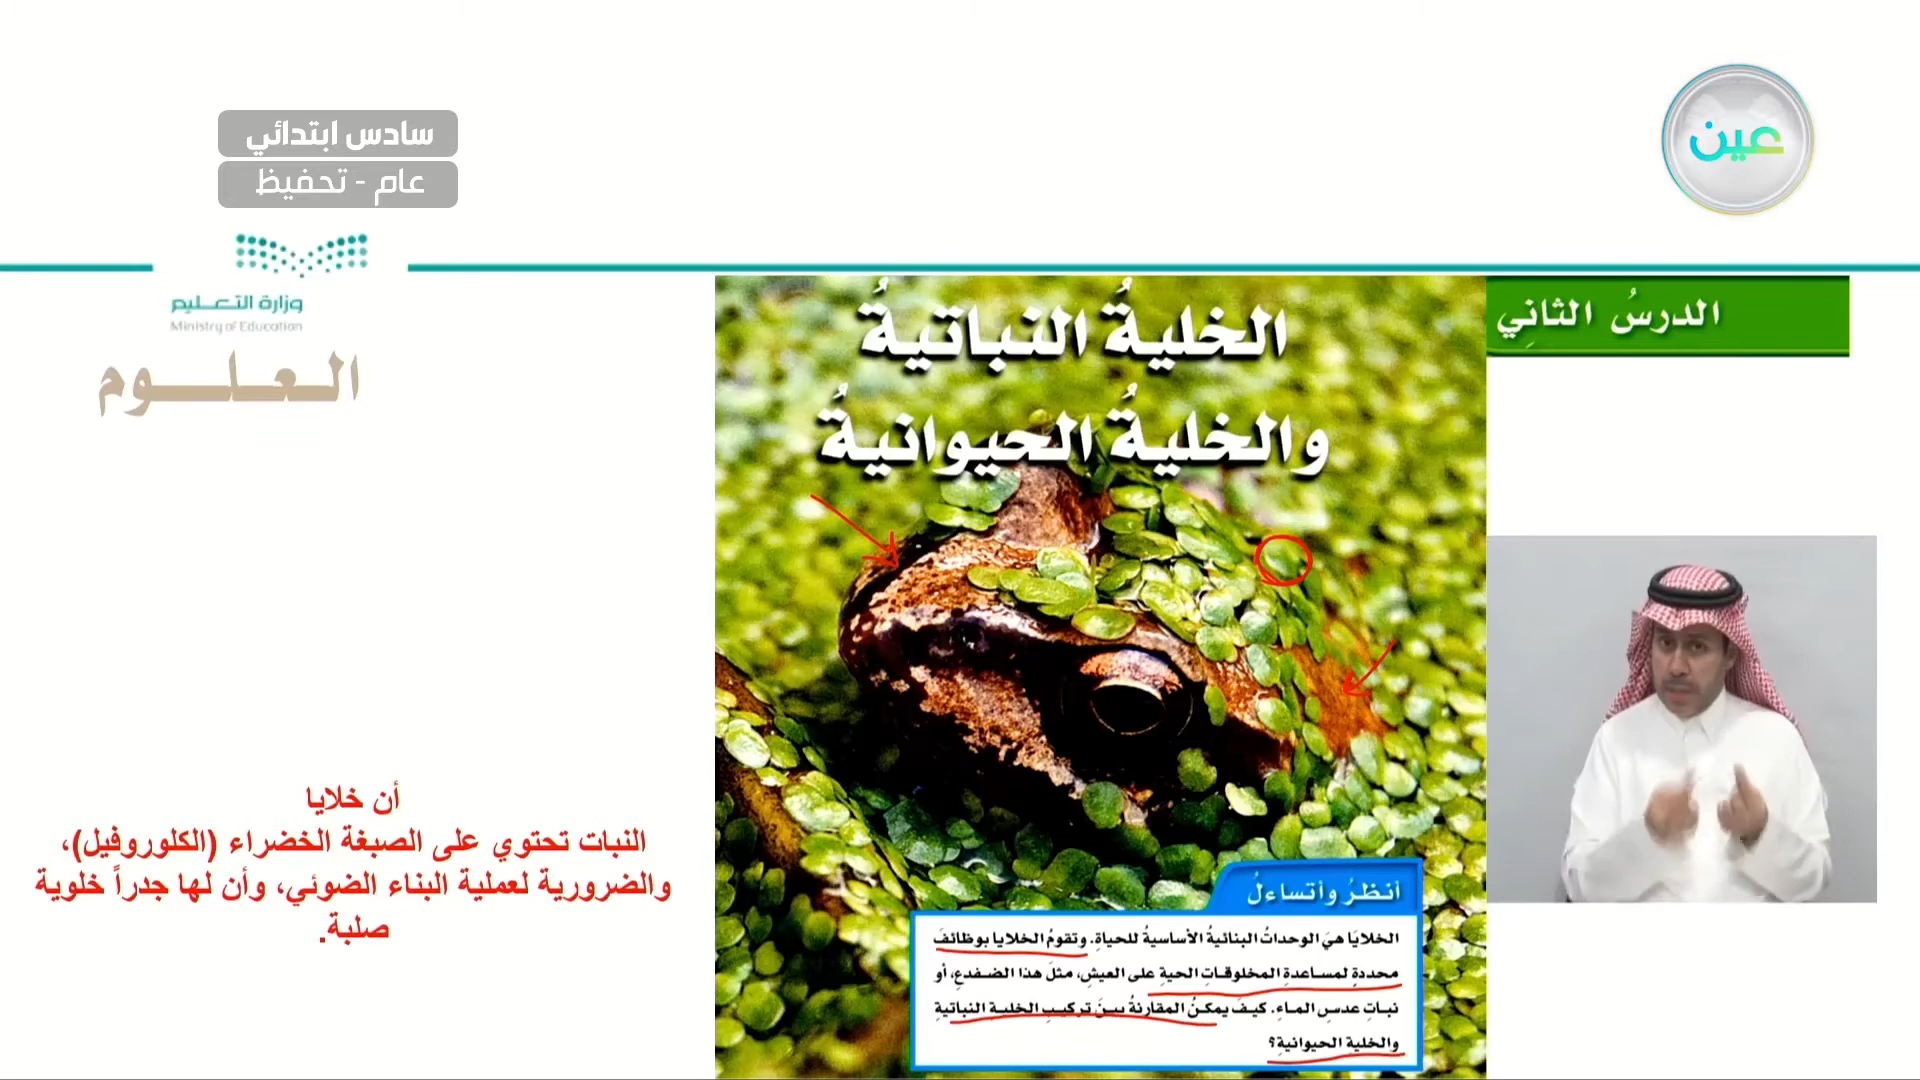 سادس ابتدائي
عام - تحفيظ
عين
وزارة التعليم
Ministry of Education
العلوم
الدرسُ الثانِي
الخليةُ النباتيةُ
والخليةُ الحيوانيةُ
أن خلايا
النبات تحتوي على الصبغة الخضراء (الكلوروفيل)،
والضرورية لعملية البناء الضوئي، وأن لها جدراً خلوية
صلبة.
أنظرُ وأتساءلُ
الخلايَا هيَ الوحداتُ البنائيةُ الأساسيةُ للحياةِ. وتقومُ الخلايا بوظائفَ
محددةٍ لمساعدةِ المخلوقاتِ الحيةِ على العيشِ، مثلَ هذا الضفدعِ، أو
نباتِ عدسِ الماءِ. كيفَ يمكنُ المقارنةُ بينَ تركيبِ الخليةِ النباتيةِ
والخليةِ الحيوانيةِ؟